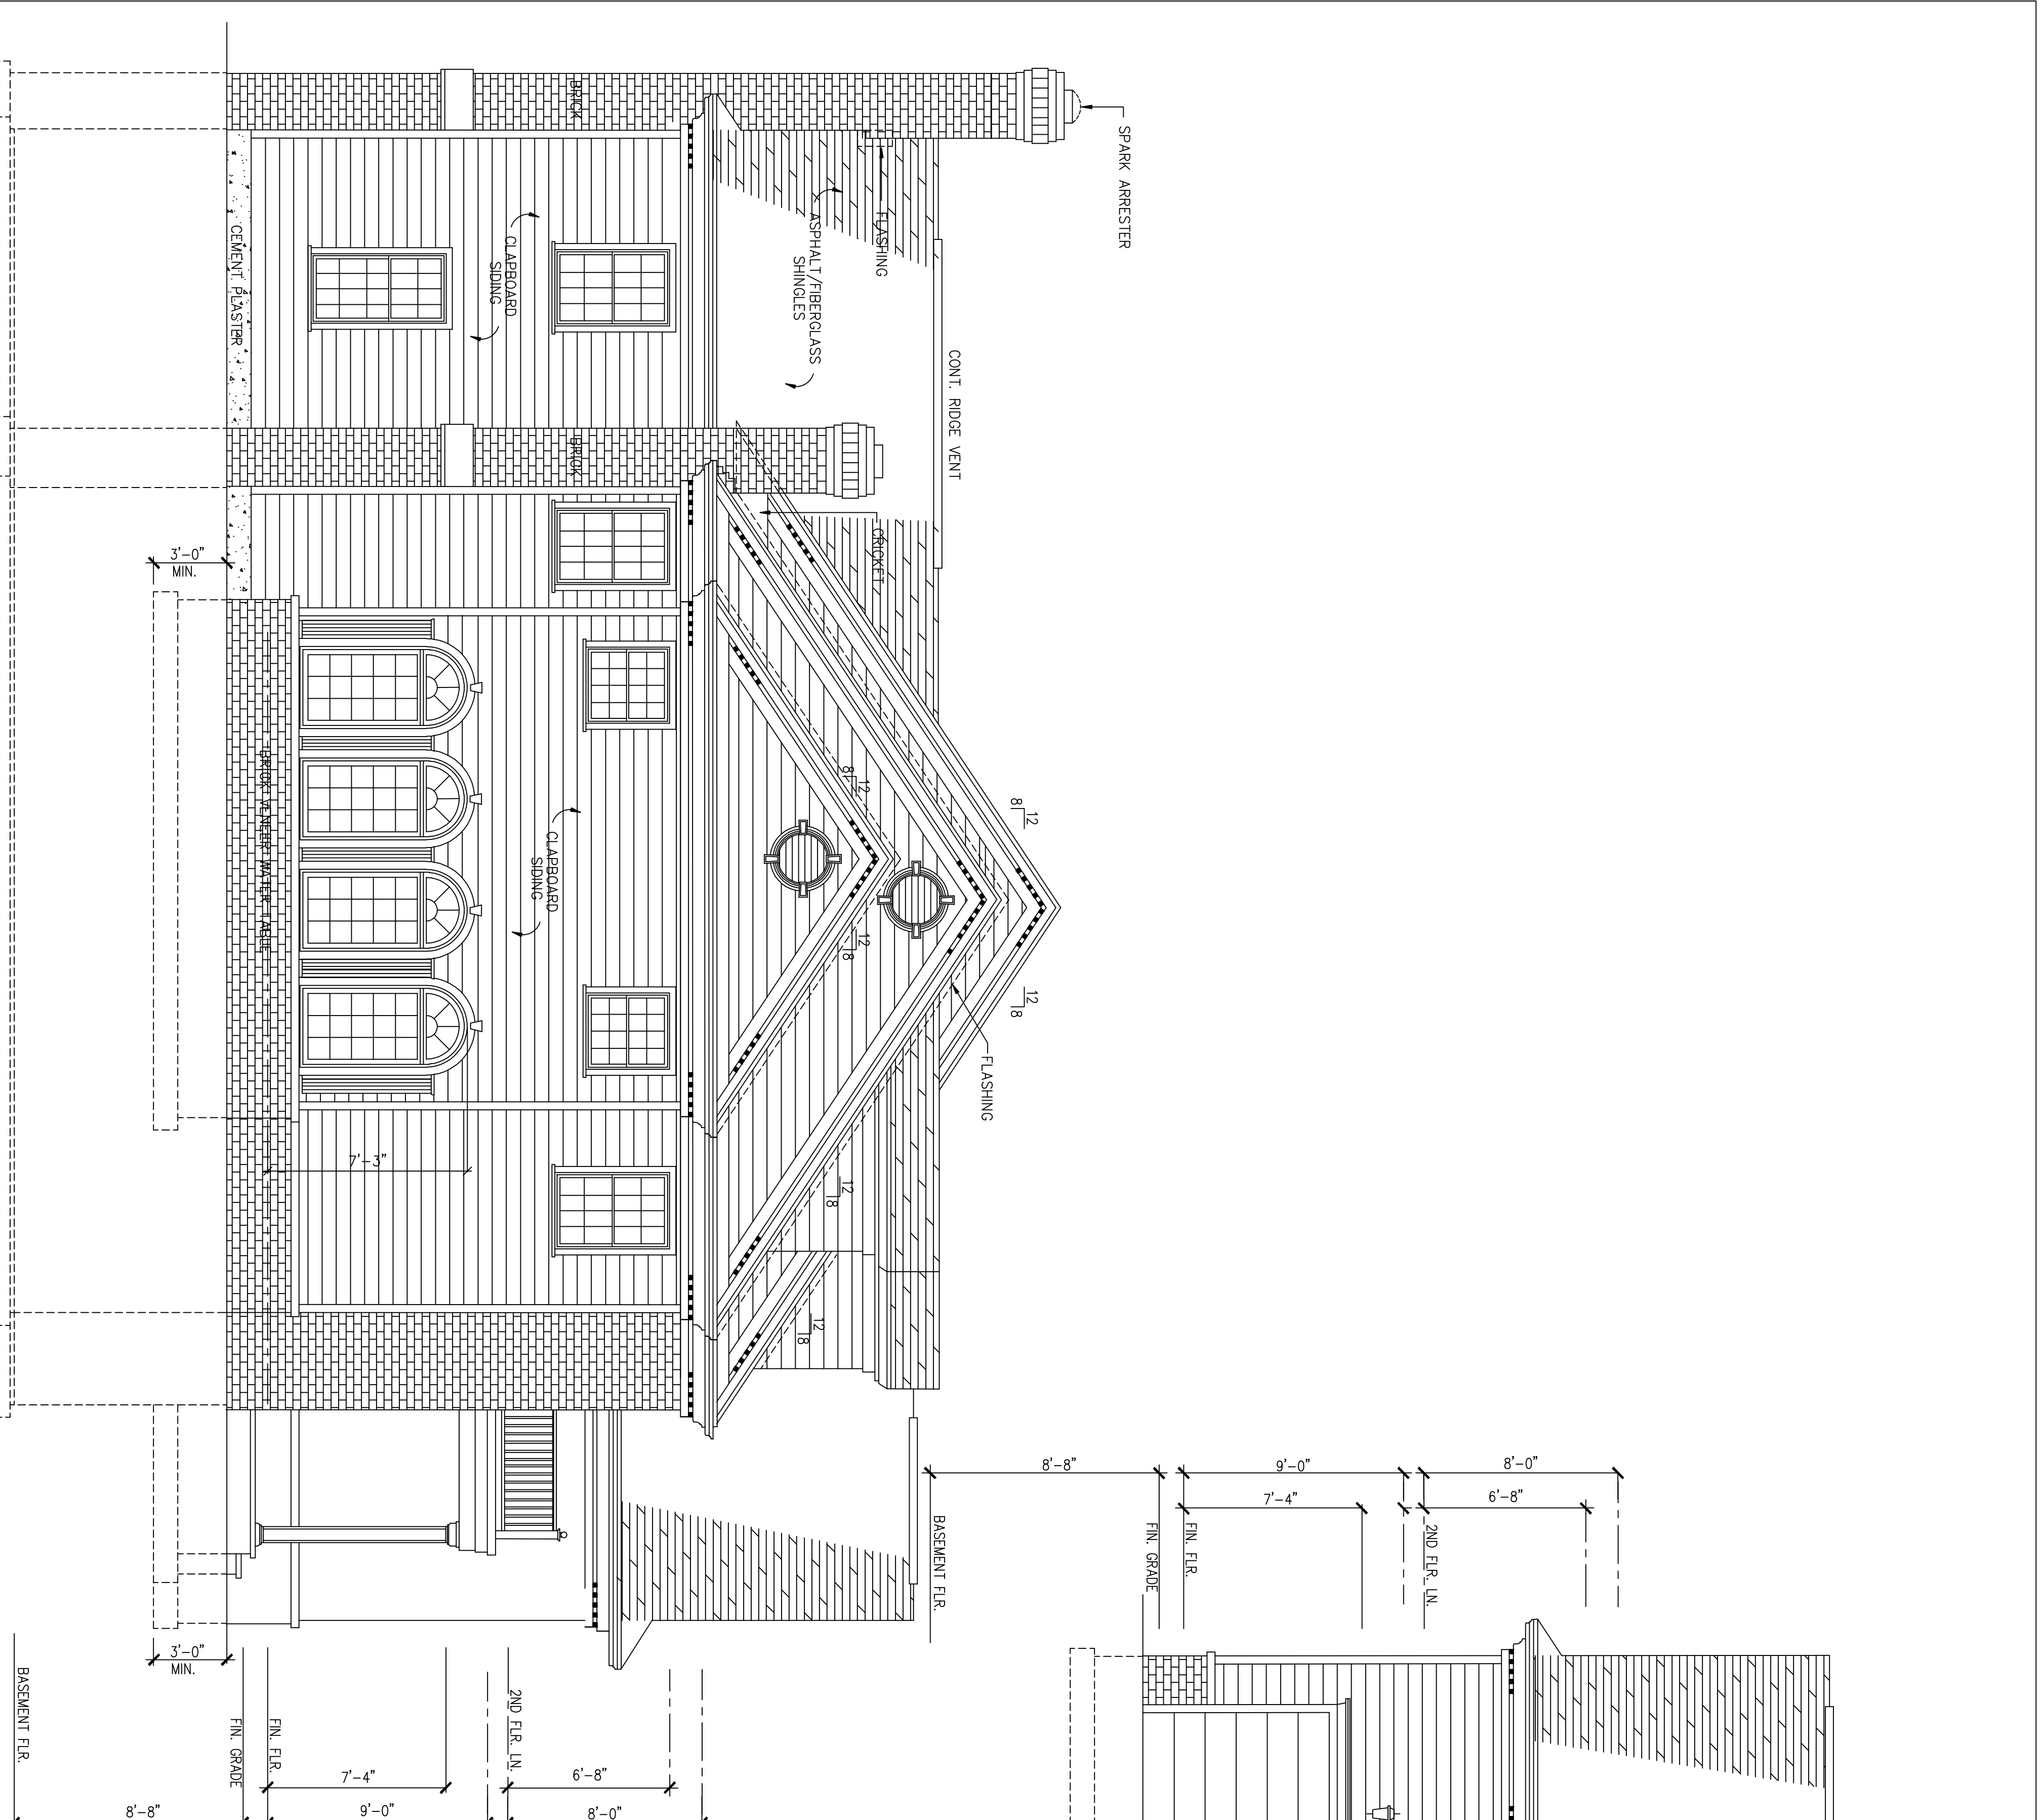 SPARK ARRESTER
CONT. RIDGE VENT
FLASHING
ASPHALT/FIBERGLASS
SHINGLES
BRICK
CLAPBOARD
SIDING
CEMENT PLASTER
BRICK
CRICKET
3'-0"
MIN.
12
8
12
8
12
8
12
8
FLASHING
CLAPBOARD
SIDING
BRICK VENEER WATER TABLE
7'-3"
12
8
12
8
3'-0"
MIN.
BASEMENT FLR.
FIN. GRADE
FIN. FLR.
2ND FLR. LN.
7'-4"
6'-8"
8'-8"
9'-0"
8'-0"
8'-8"
9'-0"
8'-0"
7'-4"
6'-8"
BASEMENT FLR.
FIN. GRADE
FIN. FLR.
2ND FLR. LN.